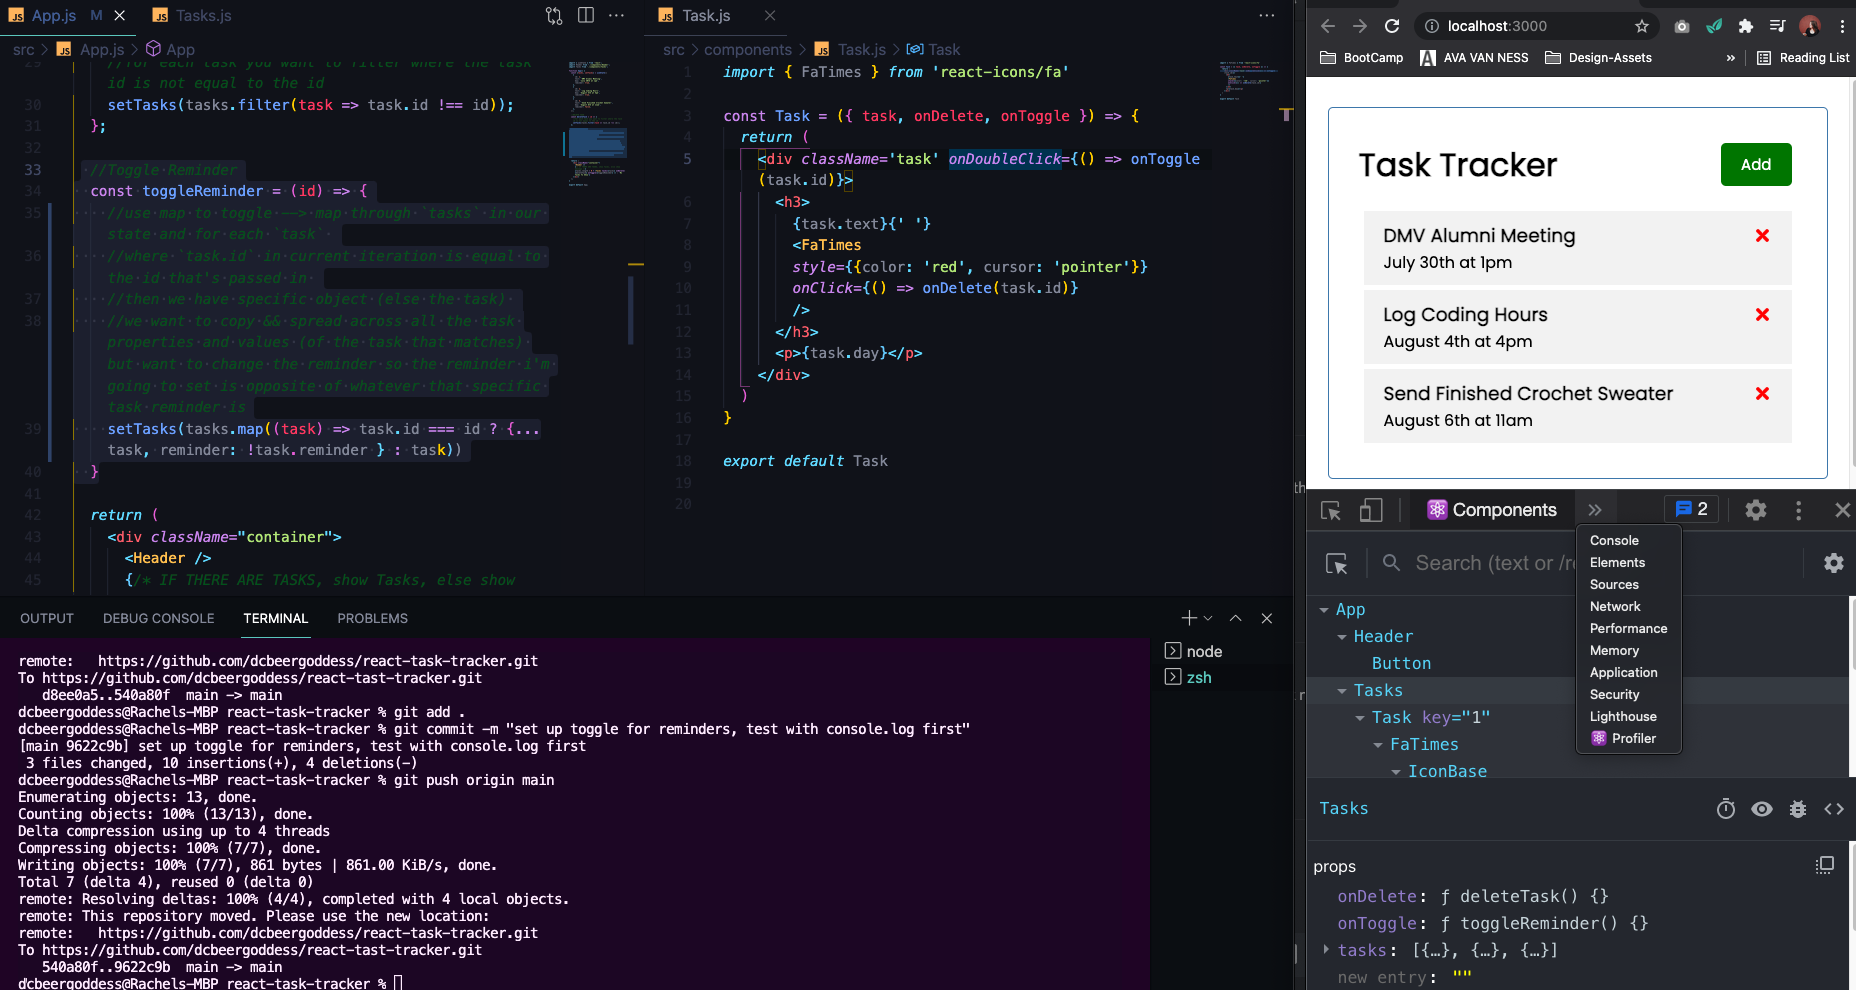 App.js M
Tasks.js
src > App.js > App
29 //for each task you want to filter where the task
id is not equal to the id
30 setTasks(tasks.filter(task => task.id !== id));
31 };
32
33 //Toggle Reminder
34 const toggleReminder = (id) => {
35 //use map to toggle --> map through `tasks` in our
state and for each `task`
36 //where `task.id` in current iteration is equal to
the id that's passed in
37 //then we have specific object (else the task)
38 //we want to copy && spread across all the task
properties and values (of the task that matches)
but want to change the reminder so the reminder i'm
going to set is opposite of whatever that specific
task reminder is
39 setTasks(tasks.map((task) => task.id === id ? {...
task, reminder: !task.reminder } : task))
40 }
41
42 return (
43 <div className="container">
44 <Header />
45 {/* IF THERE ARE TASKS, show Tasks, else show
Task.js
src > components > Task.js > Task
1 import { FaTimes } from 'react-icons/fa'
2
3 const Task = ({ task, onDelete, onToggle }) => {
4 return (
5 <div className='task' onDoubleClick={() => onToggle
(task.id)}>
6 <h3>
7 {task.text}{' '}
8 <FaTimes
9 style={{color: 'red', cursor: 'pointer'}}
10 onClick={() => onDelete(task.id)}
11 />
12 </h3>
13 <p>{task.day}</p>
14 </div>
15 )
16 }
17
18 export default Task
19
20
OUTPUT DEBUG CONSOLE TERMINAL PROBLEMS
remote:   https://github.com/dcbeergoddess/react-task-tracker.git
To https://github.com/dcbeergoddess/react-tast-tracker.git
d8ee0a5..540a80f  main -> main
dcbeergoddess@Rachels-MBP react-task-tracker % git add .
dcbeergoddess@Rachels-MBP react-task-tracker % git commit -m "set up toggle for reminders, test with console.log first"
[main 9622c9b] set up toggle for reminders, test with console.log first
3 files changed, 10 insertions(+), 4 deletions(-)
dcbeergoddess@Rachels-MBP react-task-tracker % git push origin main
Enumerating objects: 13, done.
Counting objects: 100% (13/13), done.
Delta compression using up to 4 threads
Compressing objects: 100% (7/7), done.
Writing objects: 100% (7/7), 861 bytes | 861.00 KiB/s, done.
Total 7 (delta 4), reused 0 (delta 0)
remote: Resolving deltas: 100% (4/4), completed with 4 local objects.
remote: This repository moved. Please use the new location:
remote:   https://github.com/dcbeergoddess/react-task-tracker.git
To https://github.com/dcbeergoddess/react-tast-tracker.git
540a80f..9622c9b  main -> main
dcbeergoddess@Rachels-MBP react-task-tracker %
node
zsh
localhost:3000
BootCamp AVA VAN NESS Design-Assets » Reading List
Task Tracker
Add
DMV Alumni Meeting
July 30th at 1pm
Log Coding Hours
August 4th at 4pm
Send Finished Crochet Sweater
August 6th at 11am
Components » 2
Search (text or /re
Console
Elements
Sources
Network
Performance
Memory
Application
Security
Lighthouse
Profiler
App
Header
Button
Tasks
Task key="1"
FaTimes
IconBase
Tasks
props
onDelete: ƒ deleteTask() {}
onToggle: ƒ toggleReminder() {}
tasks: [{…}, {…}, {…}]
new entry: ""